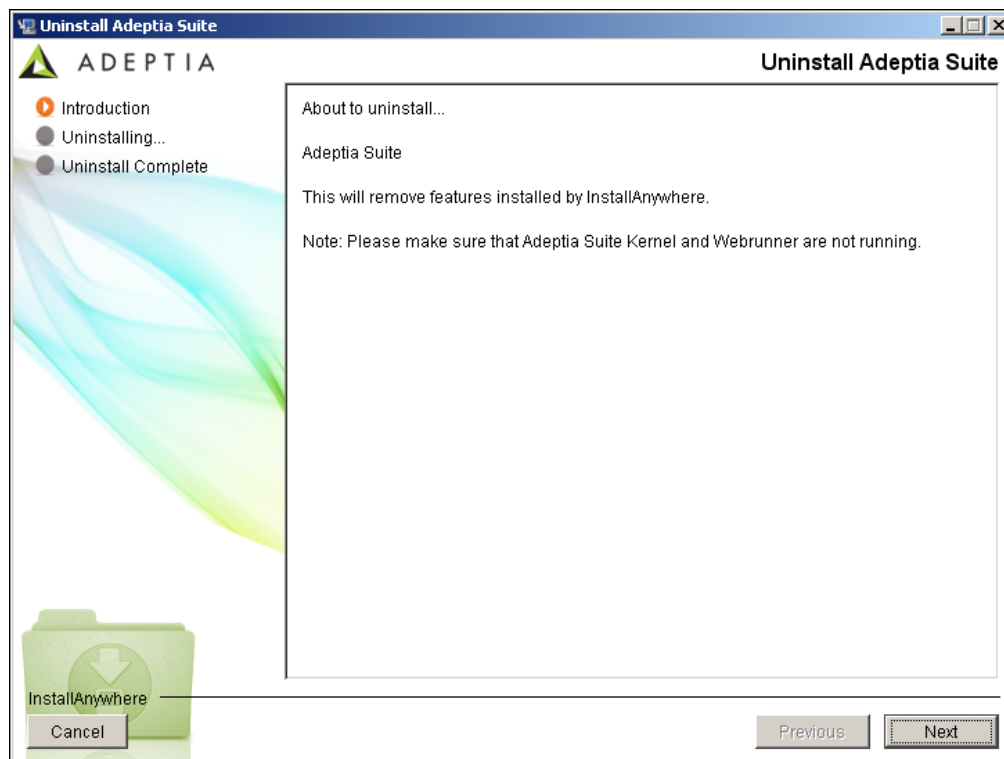 Uninstall Adeptia Suite
ADEPTIA
Uninstall Adeptia Suite
Introduction
Uninstalling...
Uninstall Complete
About to uninstall...
Adeptia Suite
This will remove features installed by InstallAnywhere.
Note: Please make sure that Adeptia Suite Kernel and Webrunner are not running.
InstallAnywhere
Cancel
Previous
Next